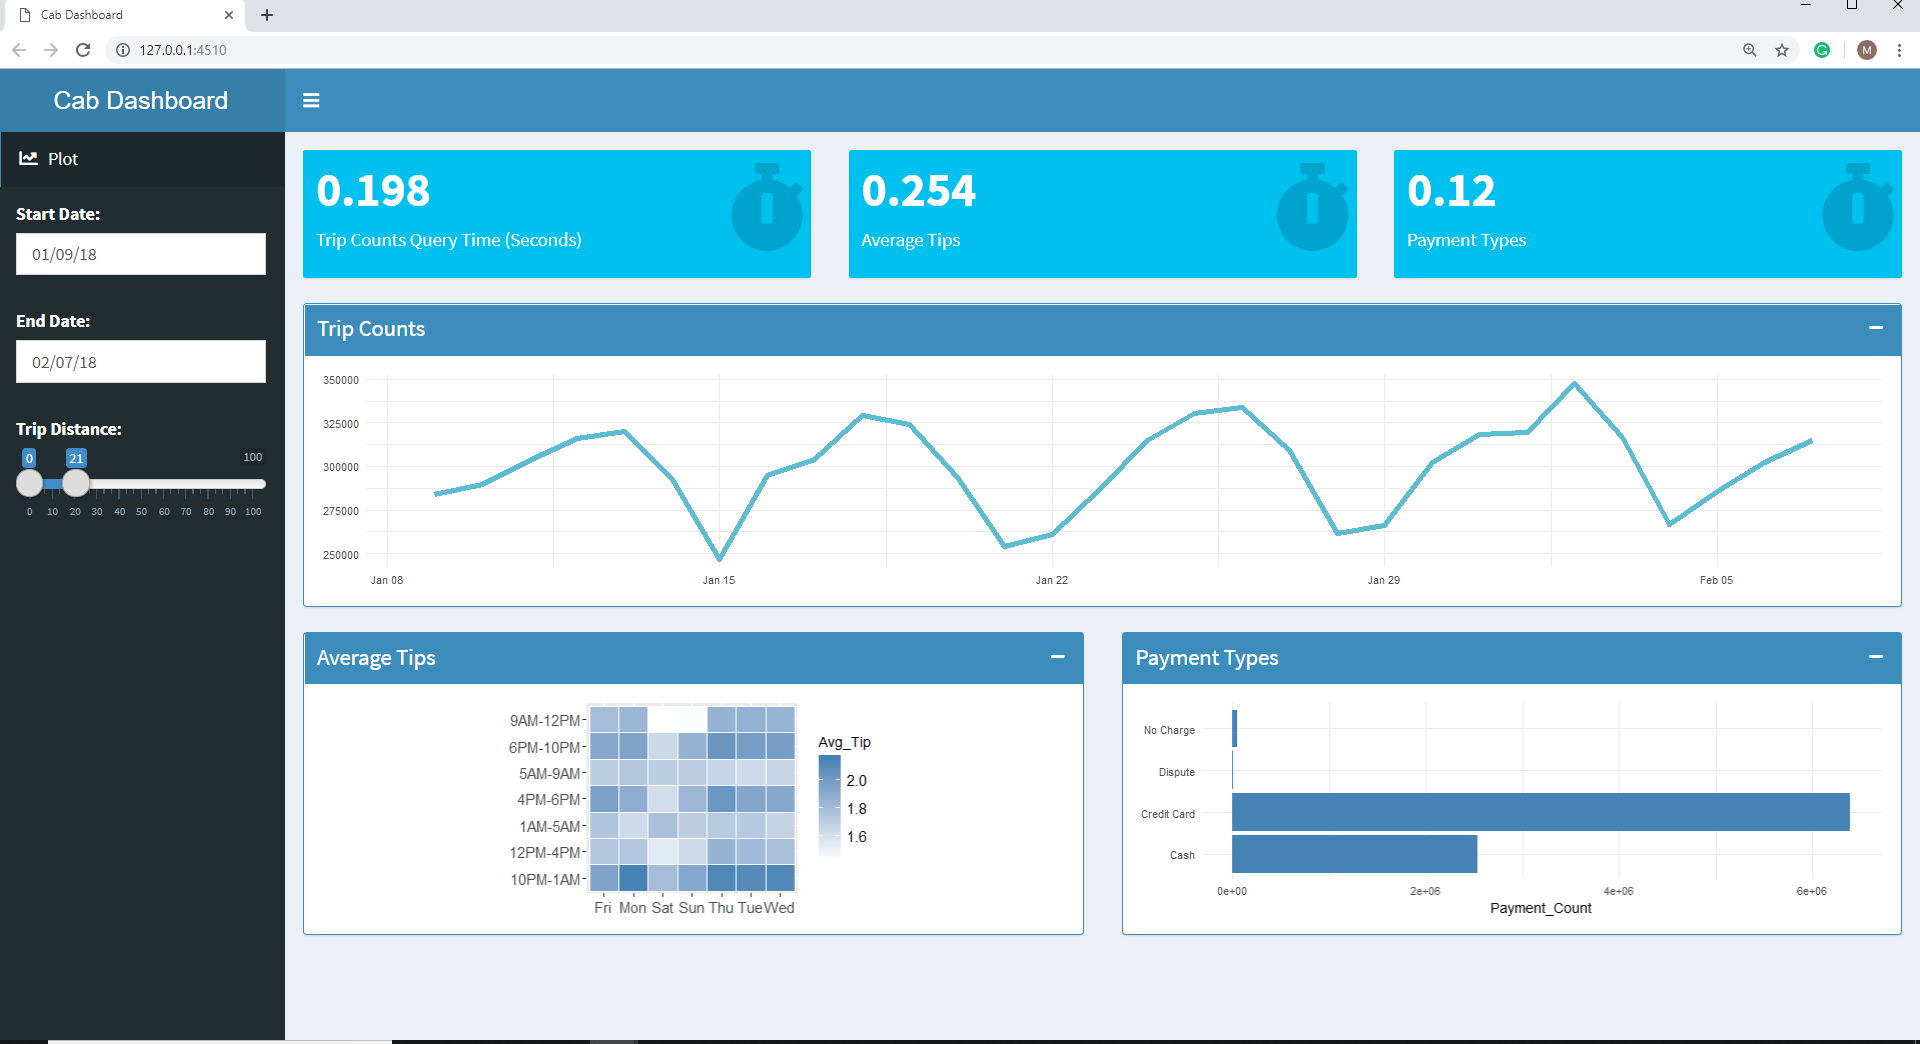 Cab Dashboard
127.0.0.1:4510
M
Cab Dashboard
Plot
Start Date:
01/09/18
End Date:
02/07/18
Trip Distance:
0 21 100
0 10 20 30 40 50 60 70 80 90 100
0.198
Trip Counts Query Time (Seconds)
0.254
Average Tips
0.12
Payment Types
Trip Counts
350000
325000
300000
275000
250000
Jan 08 Jan 15 Jan 22 Jan 29 Feb 05
Average Tips
9AM-12PM
6PM-10PM
5AM-9AM
4PM-6PM
1AM-5AM
12PM-4PM
10PM-1AM
Fri Mon Sat Sun Thu Tue Wed
Avg_Tip
2.0
1.8
1.6
Payment Types
No Charge
Dispute
Credit Card
Cash
0e+00 2e+06 4e+06 6e+06
Payment_Count